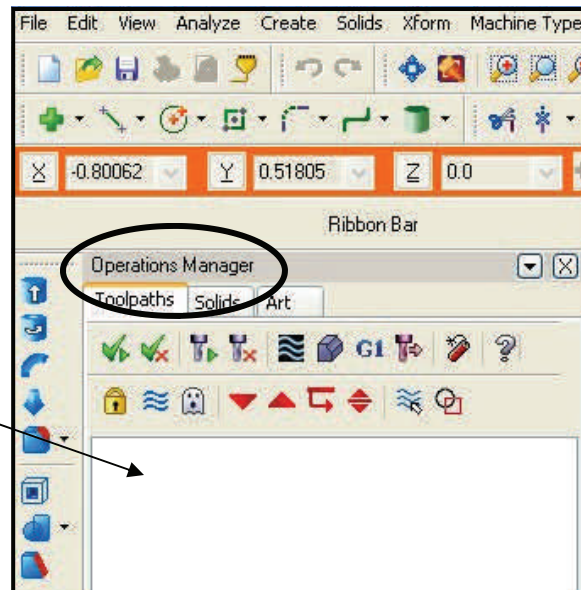 File Edit View Analyze Create Solids Xform Machine Type
X -0.80062 Y 0.51805 Z 0.0
Ribbon Bar
Operations Manager
Toolpaths Solids Art
G1